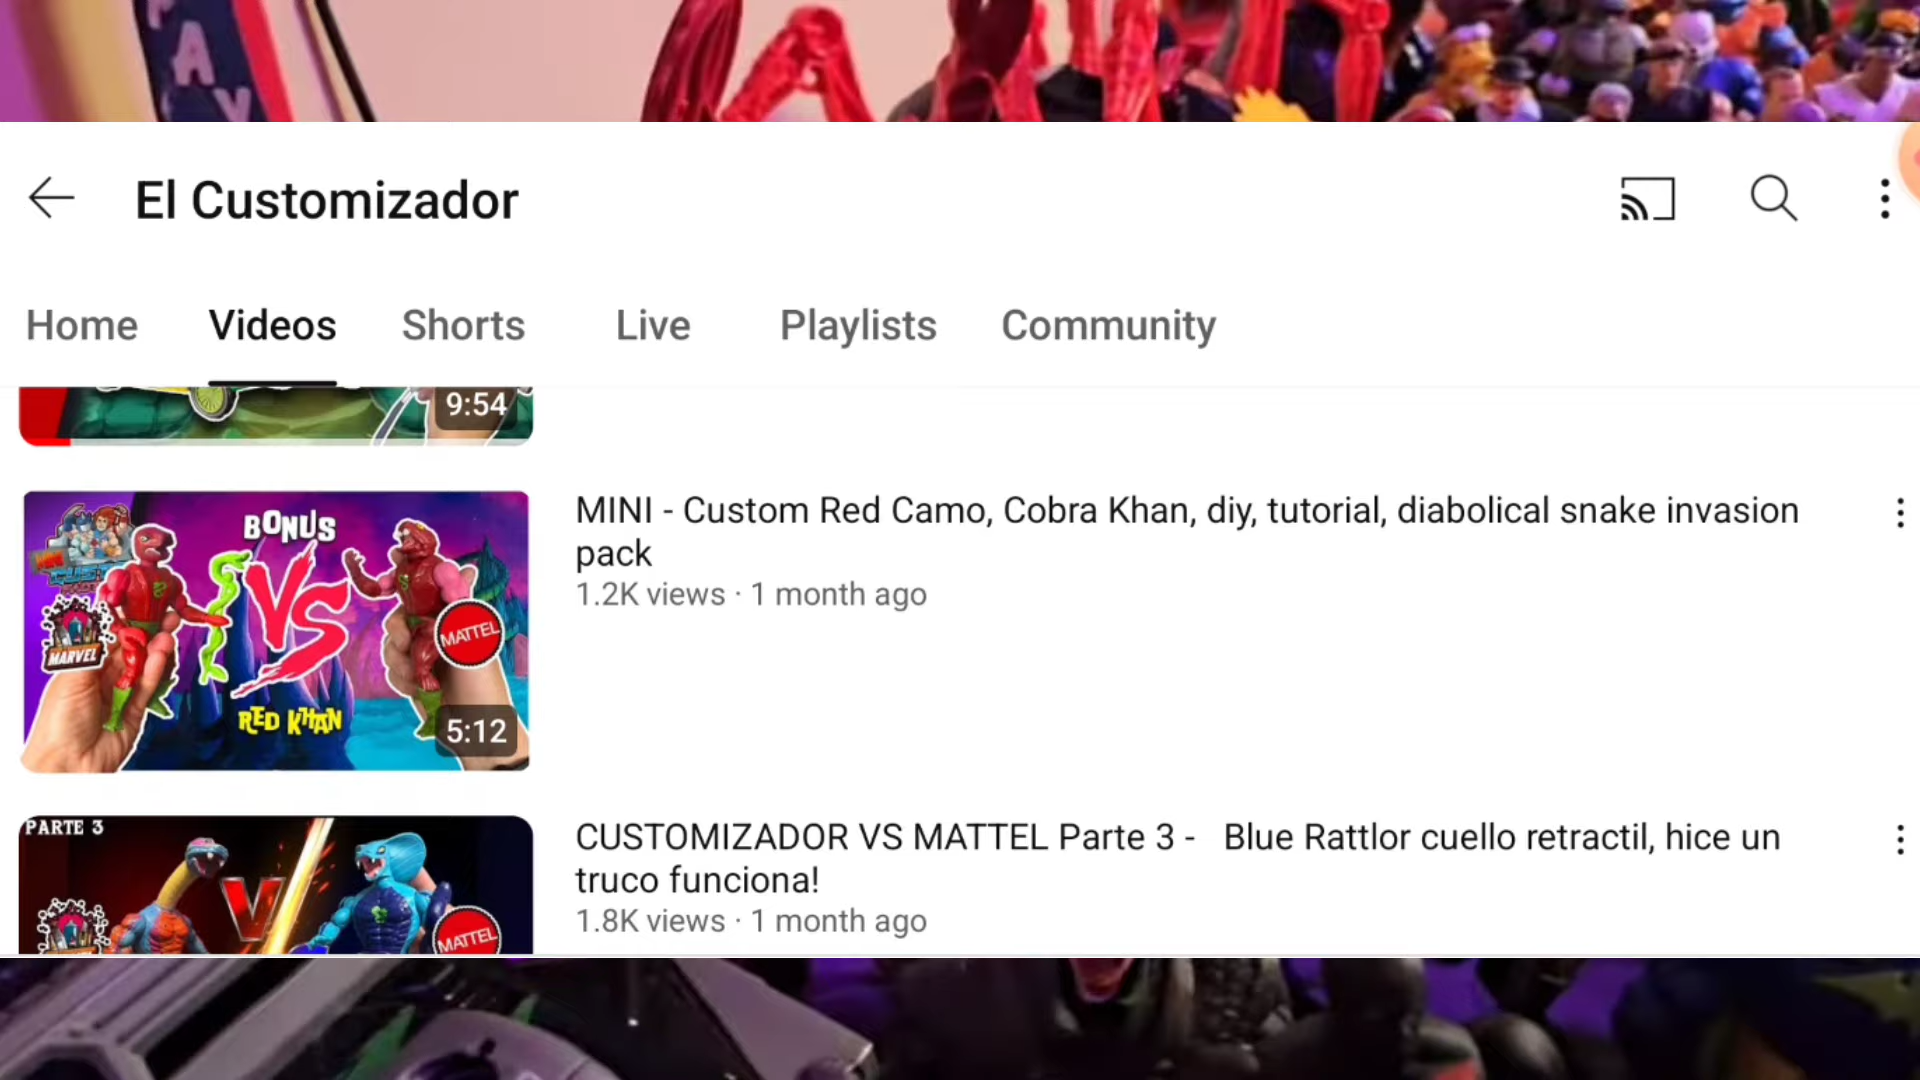 PAY
El Customizador
Home Videos Shorts Live Playlists Community
9:54
BONUS
VS
MARVEL
MATTEL
RED KHAN
5:12
MINI - Custom Red Camo, Cobra Khan, diy, tutorial, diabolical snake invasion
pack
1.2K views · 1 month ago
PARTE 3
MATTEL
CUSTOMIZADOR VS MATTEL Parte 3 - Blue Rattlor cuello retractil, hice un
truco funciona!
1.8K views · 1 month ago